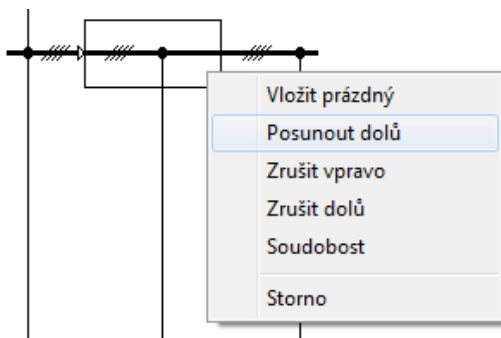 Vložit prázdný
Posunout dolů
Zrušit vpravo
Zrušit dolů
Soudobost
Storno